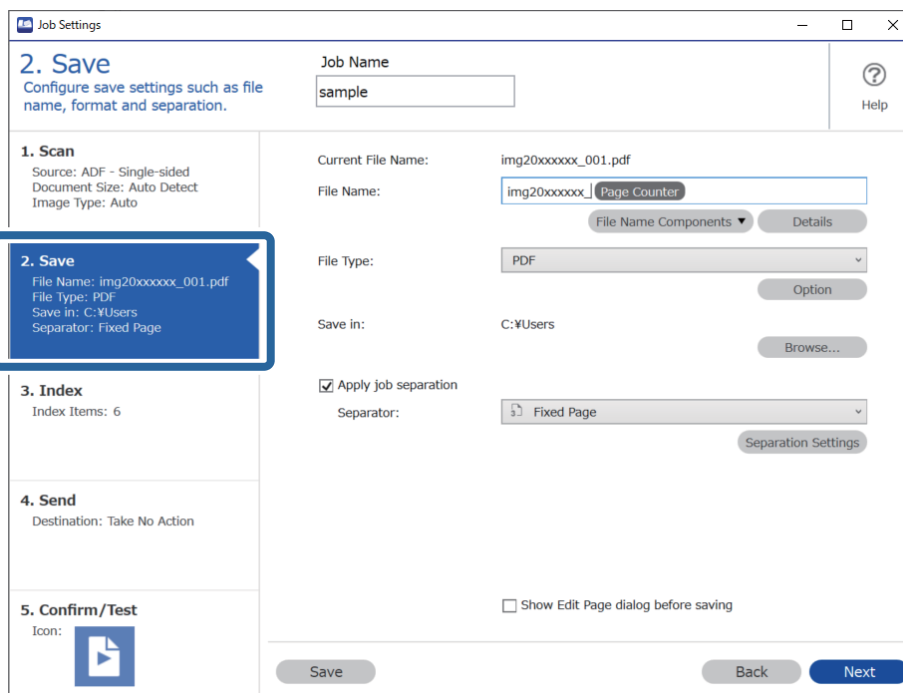 Job Settings
2. Save
Configure save settings such as file
name, format and separation.
Job Name
sample
Help
1. Scan
Source: ADF - Single-sided
Document Size: Auto Detect
Image Type: Auto
2. Save
File Name: img20xxxxxx_001.pdf
File Type: PDF
Save in: C:¥Users
Separator: Fixed Page
3. Index
Index Items: 6
4. Send
Destination: Take No Action
5. Confirm/Test
Icon:
Current File Name: img20xxxxxx_001.pdf
File Name: img20xxxxxx_ Page Counter
File Name Components ▼ Details
File Type: PDF
Option
Save in: C:¥Users
Browse...
Apply job separation
Separator: Fixed Page
Separation Settings
Show Edit Page dialog before saving
Save Back Next